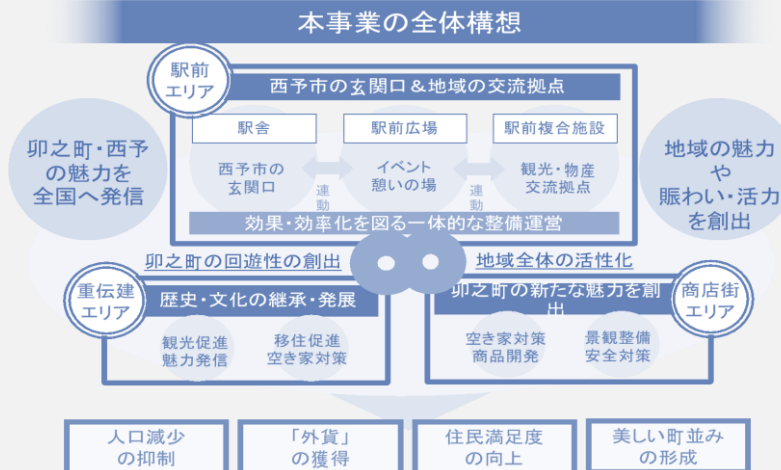 本事業の全体構想
駅前
エリア
西予市の玄関口＆地域の交流拠点
駅舎
駅前広場
駅前複合施設
西予市の
玄関口
連動
イベント
憩いの場
連動
観光・物産
交流拠点
効果・効率化を図る一体的な整備運営
卯之町・西予
の魅力を
全国へ発信
地域の魅力
や
賑わい・活力
を創出
卯之町の回遊性の創出
地域全体の活性化
重伝建
エリア
歴史・文化の継承・発展
観光促進
魅力発信
移住促進
空き家対策
卯之町の新たな魅力を創
出
商店街
エリア
空き家対策
商品開発
景観整備
安全対策
人口減少
の抑制
「外貨」
の獲得
住民満足度
の向上
美しい町並み
の形成